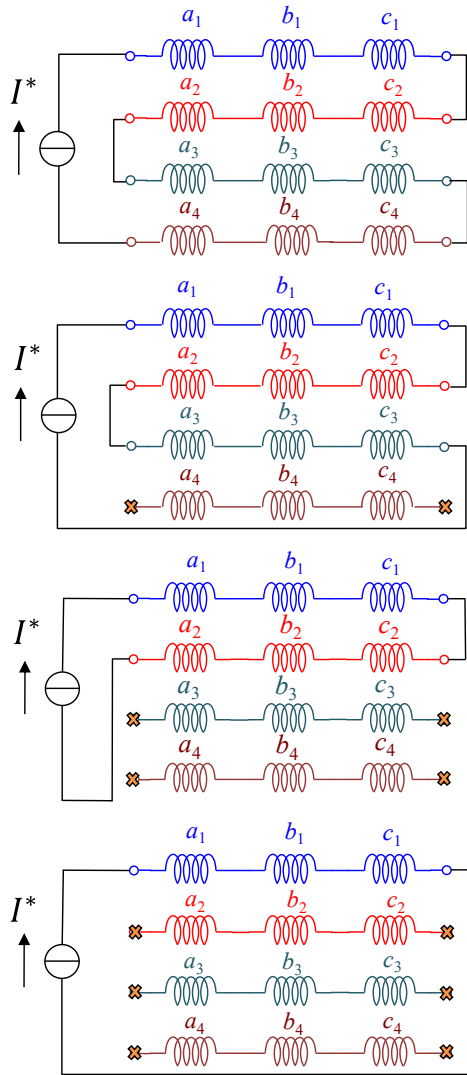 a₁ b₁ c₁
I*
a₂ b₂ c₂
a₃ b₃ c₃
a₄ b₄ c₄
a₁ b₁ c₁
I*
a₂ b₂ c₂
a₃ b₃ c₃
a₄ b₄ c₄
a₁ b₁ c₁
I*
a₂ b₂ c₂
a₃ b₃ c₃
a₄ b₄ c₄
a₁ b₁ c₁
I*
a₂ b₂ c₂
a₃ b₃ c₃
a₄ b₄ c₄